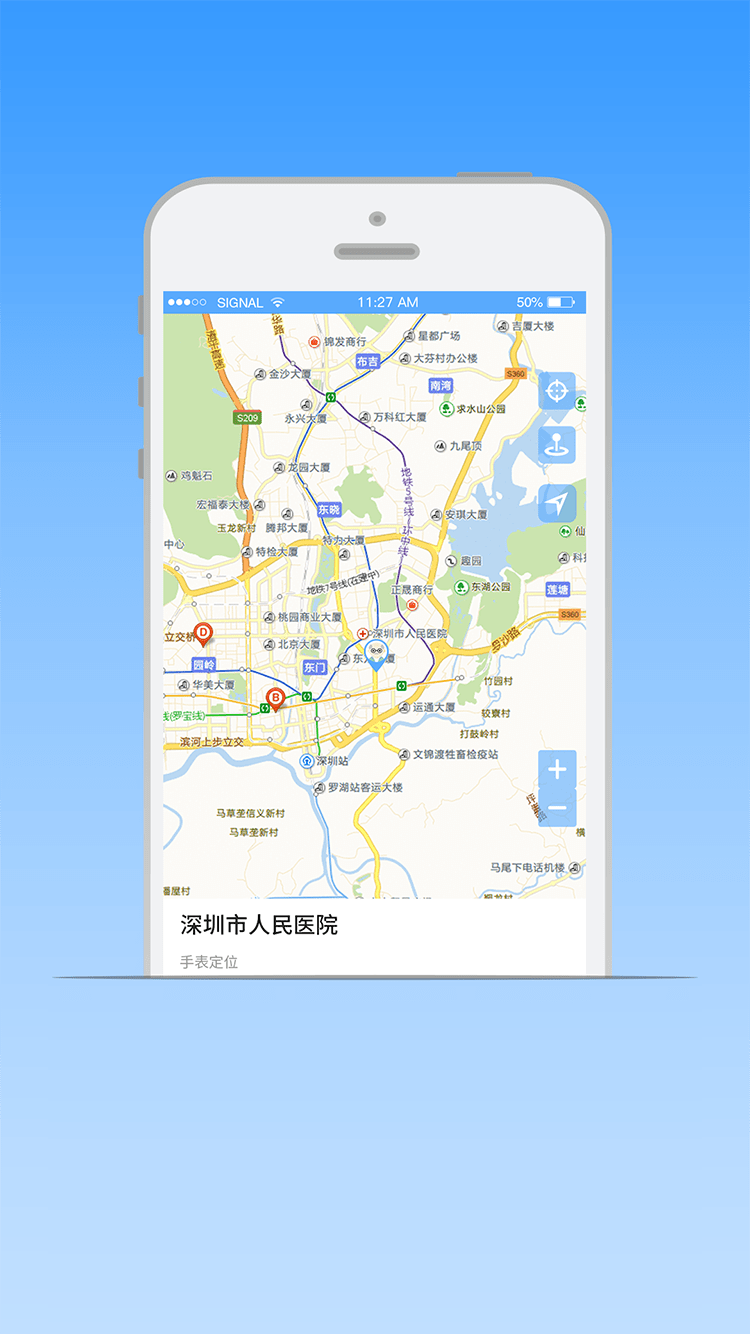 SIGNAL 11:27 AM 50%
吉厦大楼
星都广场
锦发商行
布吉
大芬村办公楼
金沙大厦
S360
南湾
永兴大厦
万科红大厦
求水山公园
S209
九尾顶
龙园大厦
鸡魁石
地铁5号线(环中线)
宏福泰大楼
东晓
安琪大厦
玉龙新村
腾邦大厦
仙
中心
特力大厦
特检大厦
趣园
科技
地铁7号线(在建中)
正晟商行
东湖公园
莲塘
桃园商业大厦
S360
D
立交桥
深圳市人民医院
罗沙路
北京大厦
园岭
东门
华美大厦
竹园村
B
线(罗宝线)
运通大厦
较寮村
打鼓岭村
滨河上步立交
文锦渡牲畜检疫站
深圳站
罗湖站客运大楼
马草垄信义新村
马草垄新村
横
马尾下电话机楼
潘屋村
深圳市人民医院
手表定位